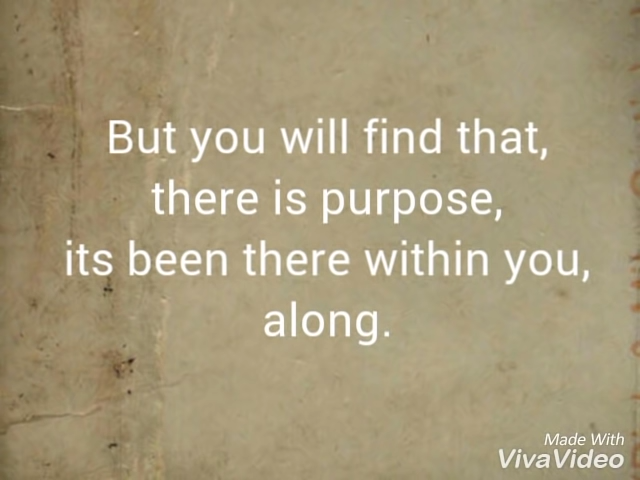 But you will find that,
there is purpose,
its been there within you,
along.
Made With
VivaVideo